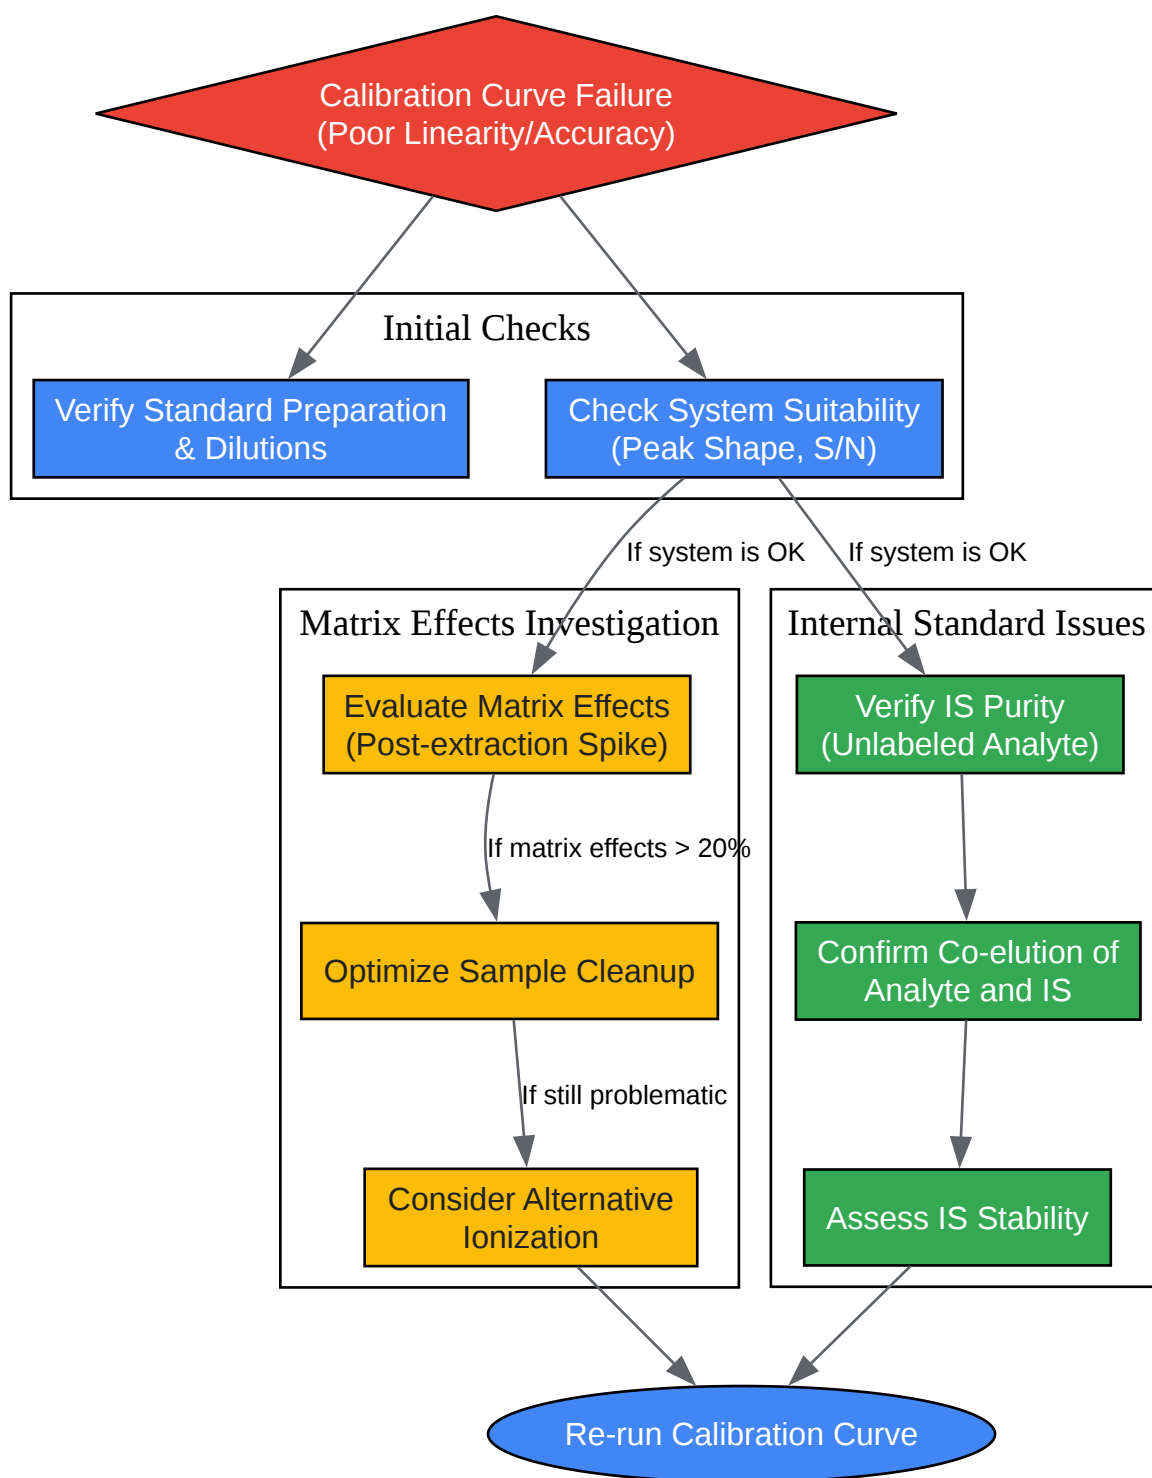 Calibration Curve Failure
(Poor Linearity/Accuracy)
Initial Checks
Verify Standard Preparation
& Dilutions
Check System Suitability
(Peak Shape, S/N)
If system is OK
If system is OK
Matrix Effects Investigation
Evaluate Matrix Effects
(Post-extraction Spike)
If matrix effects > 20%
Optimize Sample Cleanup
If still problematic
Consider Alternative
Ionization
Internal Standard Issues
Verify IS Purity
(Unlabeled Analyte)
Confirm Co-elution of
Analyte and IS
Assess IS Stability
Re-run Calibration Curve